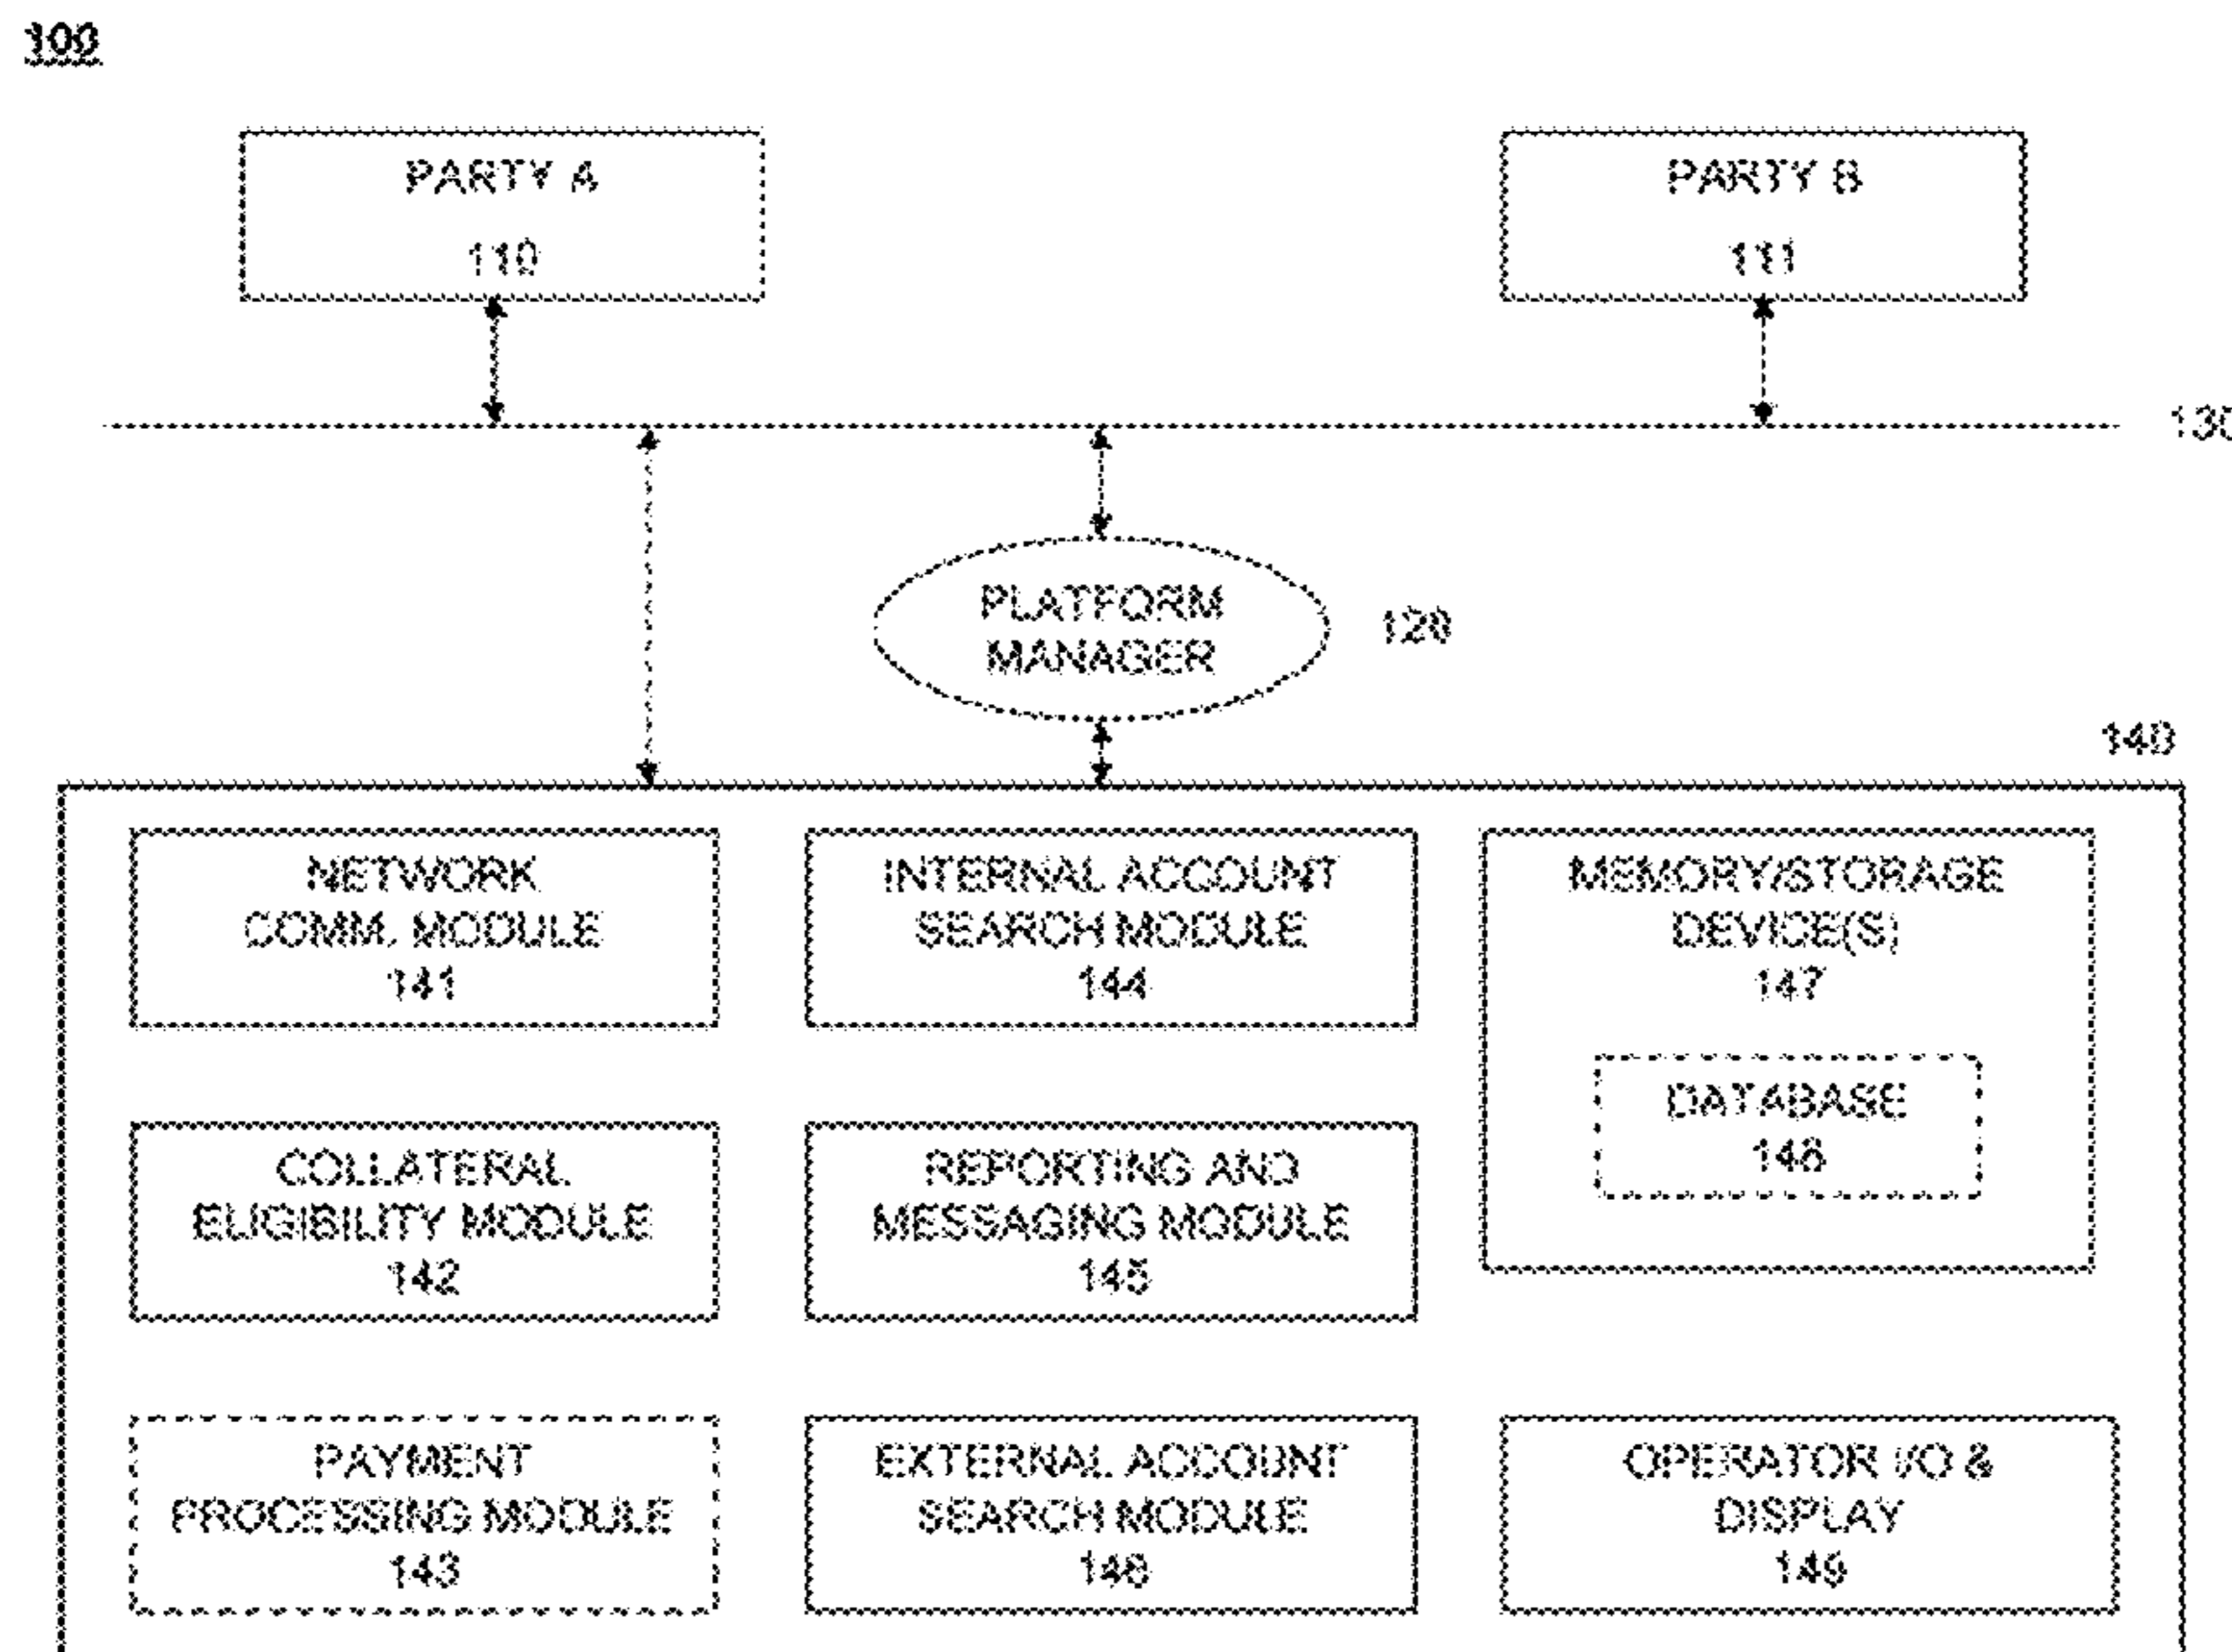 100
PARTY A
110
PARTY B
111
130
PLATFORM
MANAGER
120
140
NETWORK
COMM. MODULE
141
INTERNAL ACCOUNT
SEARCH MODULE
144
MEMORY/STORAGE
DEVICE(S)
147
DATABASE
148
COLLATERAL
ELIGIBILITY MODULE
142
REPORTING AND
MESSAGING MODULE
145
PAYMENT
PROCESSING MODULE
143
EXTERNAL ACCOUNT
SEARCH MODULE
146
OPERATOR I/O &
DISPLAY
149